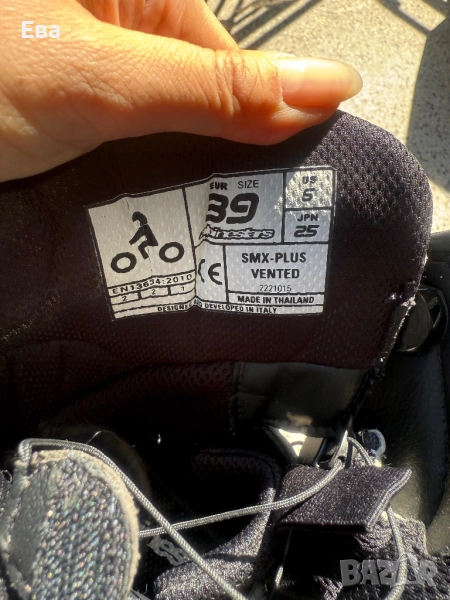 Ева
EUR SIZE
39
alpinestars
US
6
JPN
25
EN13634:2010
2 2 1
CE
SMX-PLUS
VENTED
2221015
MADE IN THAILAND
DESIGNED AND DEVELOPED IN ITALY
BAZAR